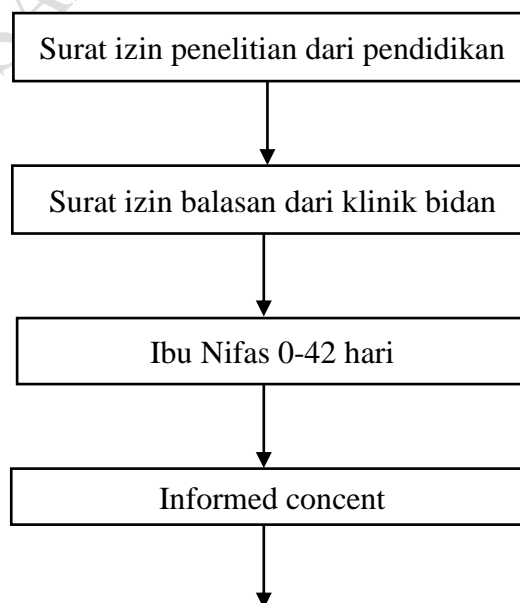 Surat izin penelitian dari pendidikan
Surat izin balasan dari klinik bidan
Ibu Nifas 0-42 hari
Informed concent